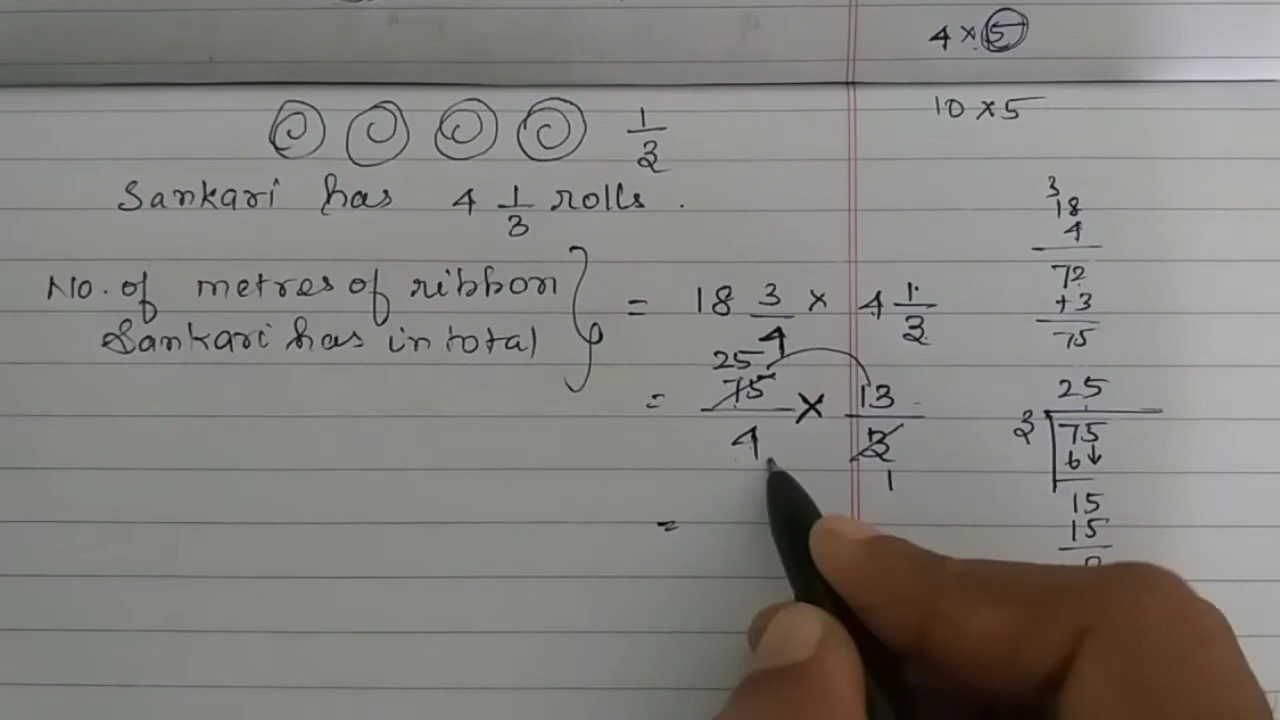 4 × 5
10 × 5
1/3
Sankari has 4 1/3 rolls.
No. of metres of ribbon
Sankari has in total } = 18 3/4 × 4 1/3
25
= 75/4 × 13/3
1
=
3
18
4
72
+3
75
25
3 75
6↓
15
15
0